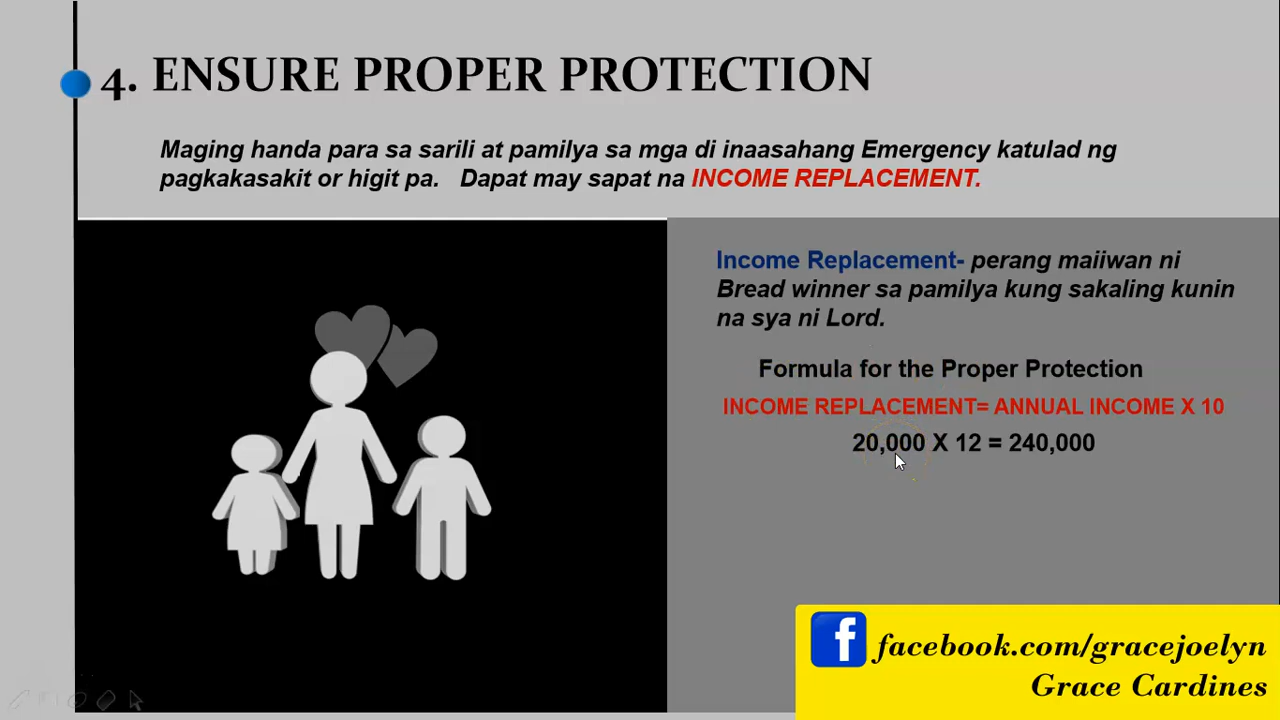 4. ENSURE PROPER PROTECTION
Maging handa para sa sarili at pamilya sa mga di inaasahang Emergency katulad ng
pagkakasakit or higit pa. Dapat may sapat na INCOME REPLACEMENT.
Income Replacement- perang maiiwan ni
Bread winner sa pamilya kung sakaling kunin
na sya ni Lord.
Formula for the Proper Protection
INCOME REPLACEMENT= ANNUAL INCOME X 10
20,000 X 12 = 240,000
f facebook.com/gracejoelyn
Grace Cardines